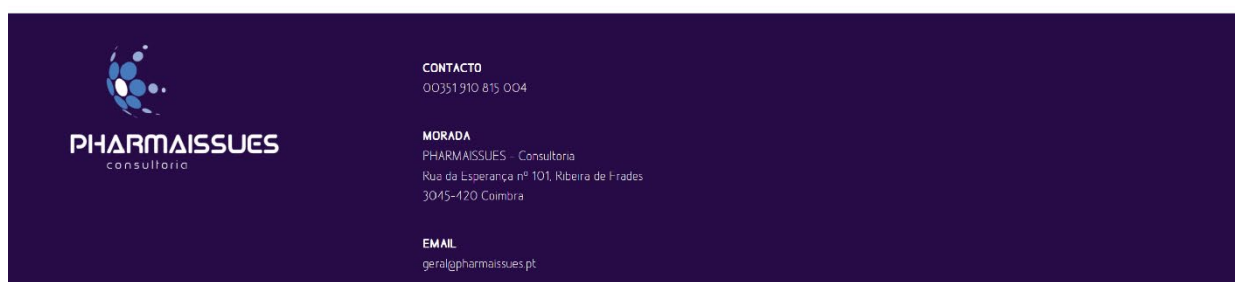 PHARMAISSUES
consultoria
CONTACTO
00351 910 815 004
MORADA
PHARMAISSUES - Consultoria
Rua da Esperança nº 101, Ribeira de Frades
3045-420 Coimbra
EMAIL
geral@pharmaissues.pt